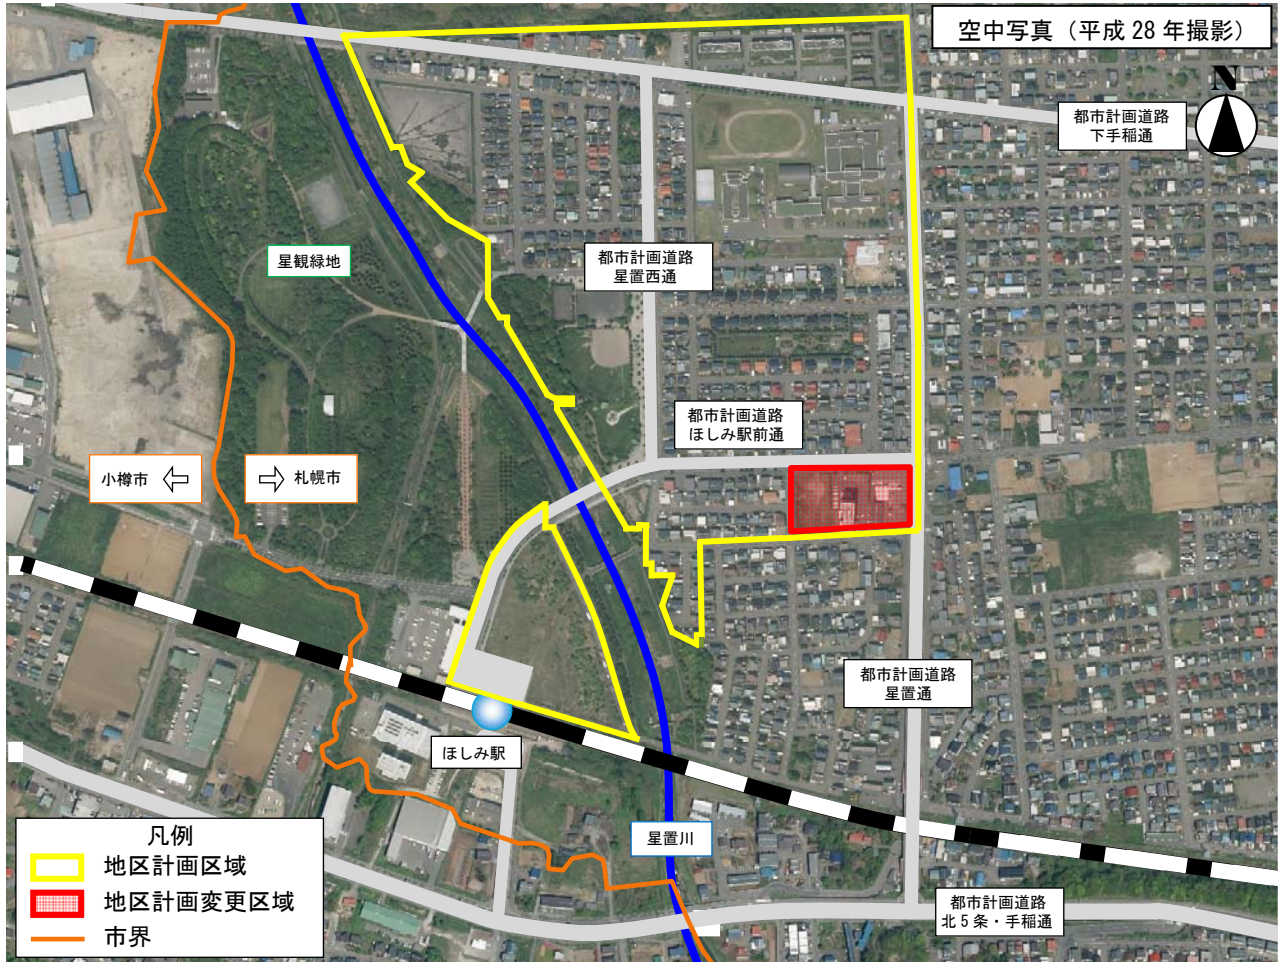 空中写真（平成 28 年撮影）
N
都市計画道路
下手稲通
星観緑地
都市計画道路
星置西通
都市計画道路
ほしみ駅前通
小樽市
札幌市
都市計画道路
星置通
ほしみ駅
星置川
都市計画道路
北５条・手稲通
凡例
地区計画区域
地区計画変更区域
市界